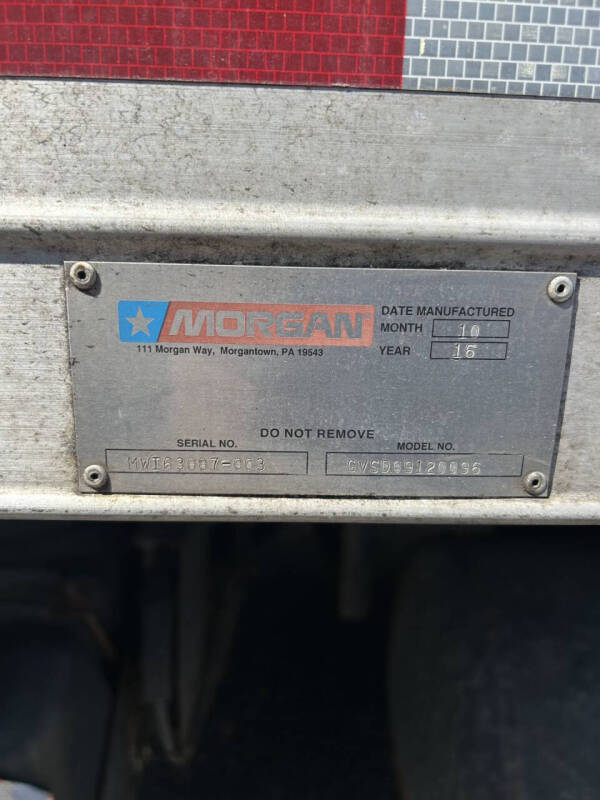 MORGAN
111 Morgan Way, Morgantown, PA 19543
DATE MANUFACTURED
MONTH 10
YEAR 16
DO NOT REMOVE
SERIAL NO.
MODEL NO.